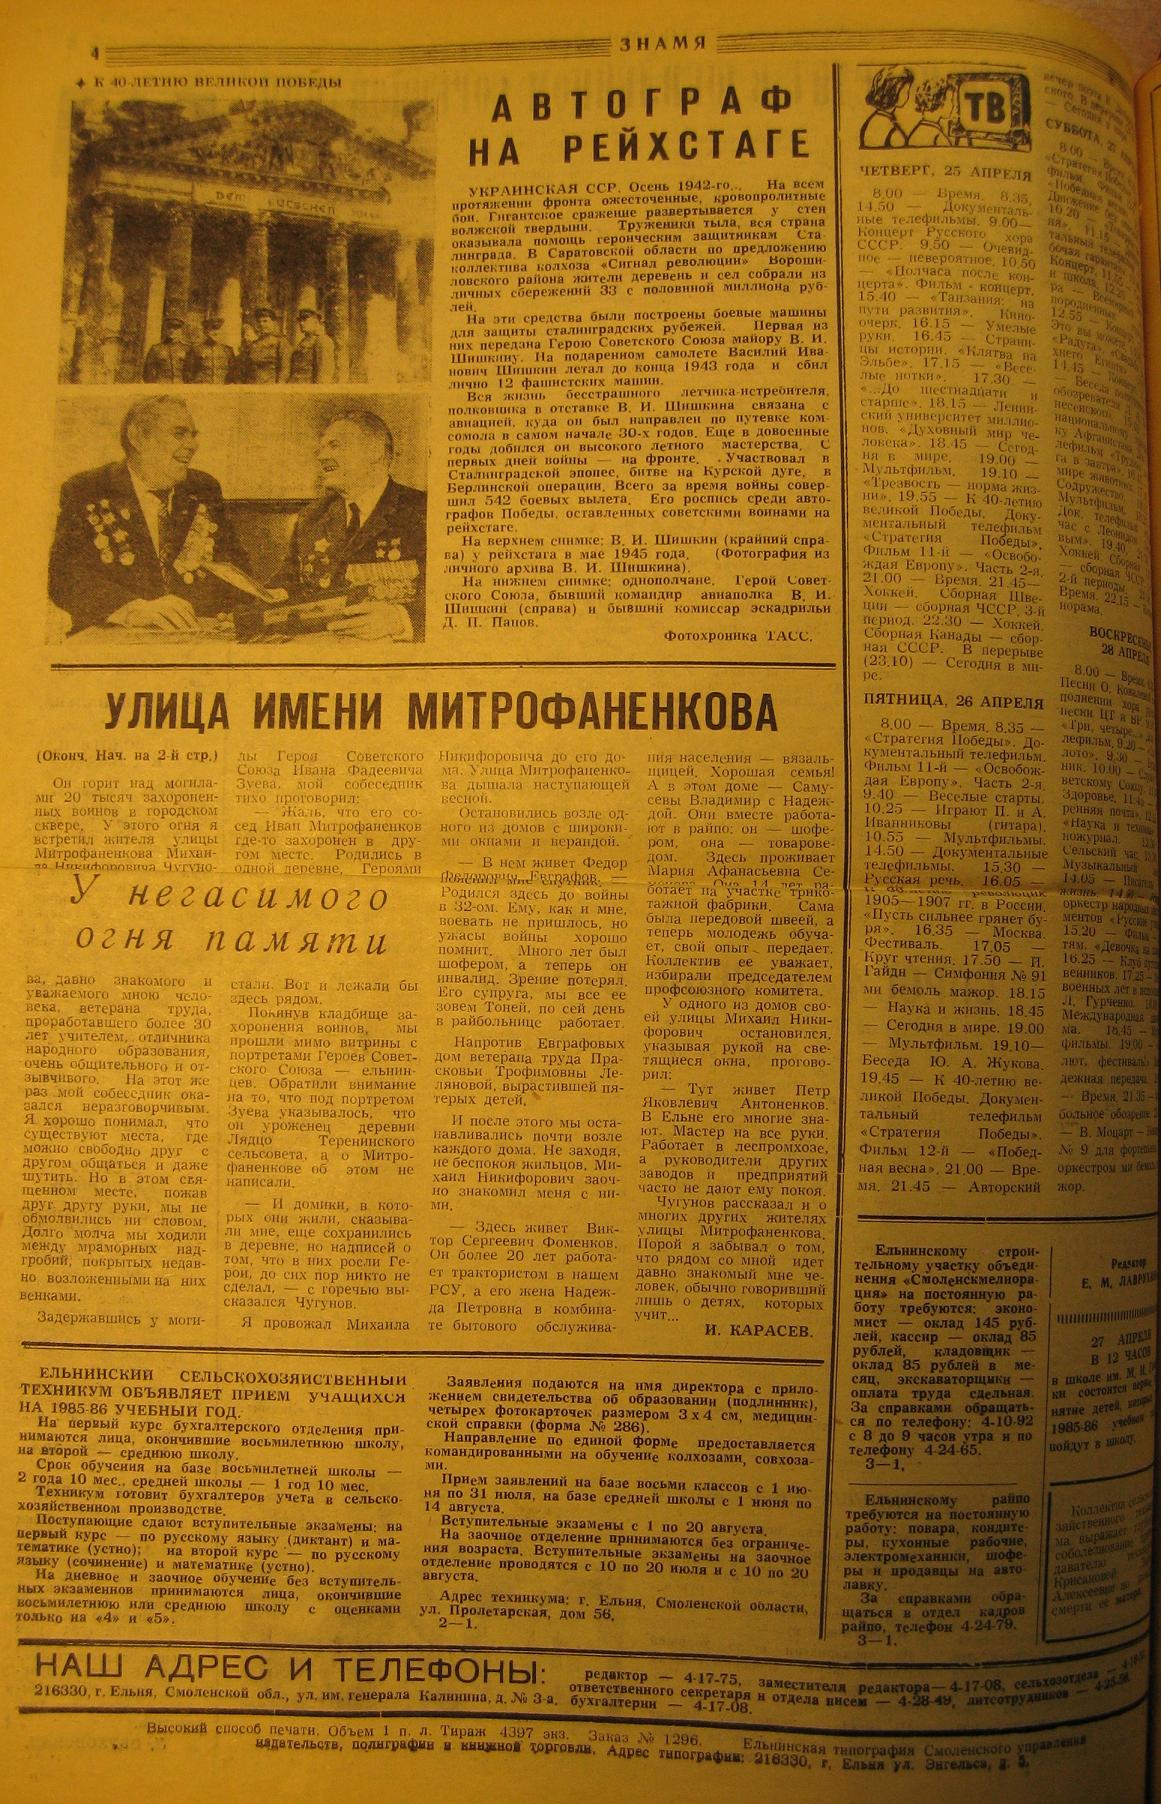 4
ЗНАМЯ
К 40-ЛЕТИЮ ВЕЛИКОЙ ПОБЕДЫ
АВТОГРАФ
НА РЕЙХСТАГЕ
УКРАИНСКАЯ ССР. Осень 1942-го... На всем
протяжении фронта ожесточенные, кровопролитные
бои. Гигантское сражение развертывается у стен
волжской твердыни. Труженики тыла, вся страна
оказывала помощь героическим защитникам Ста-
линграда. В Саратовской области по предложению
коллектива колхоза «Сигнал революции» Вороши-
ловского района жители деревень и сел собрали из
личных сбережений 33 с половиной миллиона руб-
лей.
На эти средства были построены боевые машины
для защиты сталинградских рубежей. Первая из
них передана Герою Советского Союза майору В. И.
Шишкину. На подаренном самолете Василий Ива-
нович Шишкин летал до конца 1943 года и сбил
лично 12 фашистских машин.
Вся жизнь бесстрашного летчика-истребителя,
полковника в отставке В. И. Шишкина связана с
авиацией, куда он был направлен по путевке ком-
сомола в самом начале 30-х годов. Еще в довоенные
годы добился он высокого летного мастерства. С
первых дней войны — на фронте. Участвовал в
Сталинградской эпопее, битве на Курской дуге, в
Берлинской операции. Всего за время войны совер-
шил 542 боевых вылета. Его роспись среди авто-
графов Победы, оставленных советскими воинами на
рейхстаге.
На верхнем снимке: В. И. Шишкин (крайний спра-
ва) у рейхстага в мае 1945 года. (Фотография из
личного архива В. И. Шишкина).
На нижнем снимке: однополчане. Герой Совет-
ского Союза, бывший командир авиаполка В. И.
Шишкин (справа) и бывший комиссар эскадрильи
Д. П. Панов.
Фотохроника ТАСС.
УЛИЦА ИМЕНИ МИТРОФАНЕНКОВА
(Оконч. Нач. на 2-й стр.)
Он горит над могила-
ми 20 тысяч захоронен-
ных воинов в городском
сквере. У этого огня я
встретил жителя улицы
Митрофаненкова Михаи-
ла Никифоровича Чугуно-
У негасимого
огня памяти
ва, давно знакомого и
уважаемого мною чело-
века, ветерана труда,
проработавшего более 30
лет учителем, отличника
народного образования,
очень общительного и от-
зывчивого. На этот же
раз мой собеседник ока-
зался неразговорчивым.
Я хорошо понимал, что
существуют места, где
можно свободно друг с
другом общаться и даже
шутить. Но в этом свя-
щенном месте, пожав
друг другу руки, мы не
обмолвились ни словом.
Долго молча мы ходили
между мраморных над-
гробий, покрытых недав-
но возложенными на них
венками.
Задержавшись у моги-
лы Героя Советского
Союза Ивана Фадеевича
Зуева, мой собеседник
тихо проговорил:
— Жаль, что его со-
сед Иван Митрофаненков
где-то захоронен в дру-
гом месте. Родились в
одной деревне, Героями
стали. Вот и лежали бы
здесь рядом.
Покинув кладбище за-
хоронения воинов, мы
прошли мимо витрины с
портретами Героев Совет-
ского Союза — ельнин-
цев. Обратили внимание
на то, что под портретом
Зуева указывалось, что
он уроженец деревни
Лядцо Теренинского
сельсовета, а о Митро-
фаненкове об этом не
написали.
— И домики, в кото-
рых они жили, сказыва-
ли мне, еще сохранились
в деревне, но надписей о
том, что в них росли Ге-
рои, до сих пор никто не
сделал, — с горечью вы-
сказался Чугунов.
Я провожал Михаила
Никифоровича до его до-
ма. Улица Митрофаненко-
ва дышала наступающей
весной.
Остановились возле од-
ного из домов с широки-
ми окнами и верандой.
— В нем живет Федор
Федорович Евграфов, —
Родился здесь до войны
в 32-ом. Ему, как и мне,
воевать не пришлось, но
ужасы войны хорошо
помнит. Много лет был
шофером, а теперь он
инвалид. Зрение потерял.
Его супруга, мы все ее
зовем Тоней, по сей день
в райбольнице работает.
Напротив Евграфовых
дом ветерана труда Пра-
сковьи Трофимовны Ле-
ляновой, вырастившей пя-
терых детей.
И после этого мы оста-
навливались почти возле
каждого дома. Не заходя,
не беспокоя жильцов, Ми-
хаил Никифорович заоч-
но знакомил меня с ни-
ми.
— Здесь живет Вик-
тор Сергеевич Фоменков.
Он более 20 лет работа-
ет трактористом в нашем
РСУ, а его жена Надеж-
да Петровна в комбина-
те бытового обслужива-
ния населения — вязаль-
щицей. Хорошая семья!
А в этом доме — Саму-
севы Владимир с Надеж-
дой. Они вместе работа-
ют в райпо: он — шофе-
ром, она — товарове-
дом. Здесь проживает
Мария Афанасьевна Се-
ботает на участке трико-
тажной фабрики. Сама
была передовой швеей, а
теперь молодежь обуча-
ет, свой опыт передает.
Коллектив ее уважает,
избирали председателем
профсоюзного комитета.
У одного из домов сво-
ей улицы Михаил Ники-
форович остановился,
указывая рукой на све-
тящиеся окна, прогово-
рил:
— Тут живет Петр
Яковлевич Антоненков.
В Ельне его многие зна-
ют. Мастер на все руки.
Работает в леспромхозе,
а руководители других
заводов и предприятий
часто не дают ему покоя.
Чугунов рассказал и о
многих других жителях
улицы Митрофаненкова.
Порой я забывал о том,
что рядом со мной идет
давно знакомый мне че-
ловек, обычно говоривший
лишь о детях, которых
учит...
И. КАРАСЕВ.
ЕЛЬНИНСКИЙ СЕЛЬСКОХОЗЯЙСТВЕННЫЙ
ТЕХНИКУМ ОБЪЯВЛЯЕТ ПРИЕМ УЧАЩИХСЯ
НА 1985-86 УЧЕБНЫЙ ГОД.
На первый курс бухгалтерского отделения при-
нимаются лица, окончившие восьмилетнюю школу,
на второй — среднюю школу.
Срок обучения на базе восьмилетней школы —
2 года 10 мес., средней школы — 1 год 10 мес.
Техникум готовит бухгалтеров учета в сельско-
хозяйственном производстве.
Поступающие сдают вступительные экзамены: на
первый курс — по русскому языку (диктант) и ма-
тематике (устно); на второй курс — по русскому
языку (сочинение) и математике (устно).
На дневное и заочное обучение без вступитель-
ных экзаменов принимаются лица, окончившие
восьмилетнюю или среднюю школу с оценками
только на «4» и «5».
Заявления подаются на имя директора с прило-
жением свидетельства об образовании (подлинник),
четырех фотокарточек размером 3х4 см, медицин-
ской справки (форма № 286).
Направление по единой форме предоставляется
командированными на обучение колхозами, совхоза-
ми.
Прием заявлений на базе восьми классов с 1 ию-
ня по 31 июля, на базе средней школы с 1 июня по
14 августа.
Вступительные экзамены с 1 по 20 августа.
На заочное отделение принимаются без ограниче-
ния возраста. Вступительные экзамены на заочное
отделение проводятся с 10 по 20 июля и с 10 по 20
августа.
Адрес техникума: г. Ельня, Смоленской области,
ул. Пролетарская, дом 56.
2—1.
ТВ
ЧЕТВЕРГ, 25 АПРЕЛЯ
8.00 — Время. 8.35,
14.50 — Документаль-
ные телефильмы. 9.00—
Концерт Русского хора
СССР. 9.50 — Очевид-
ное — невероятное. 10.50
— «Полчаса после кон-
церта». Фильм - концерт.
15.40 — «Танзания: на
пути развития». Кино-
очерк. 16.15 — Умелые
руки. 16.45 — Страни-
цы истории. «Клятва на
Эльбе». 17.15 — «Весе-
лые нотки». 17.30 —
«...До шестнадцати и
старше». 18.15 — Ленин-
ский университет миллио-
нов. «Духовный мир че-
ловека». 18.45 — Сегод-
ня в мире. 19.00 —
Мультфильм. 19.10 —
«Трезвость — норма жиз-
ни». 19.55 — К 40-летию
великой Победы. Доку-
ментальный телефильм
«Стратегия Победы».
Фильм 11-й — «Освобо-
ждая Европу». Часть 2-я.
21.00 — Время. 21.45—
Хоккей. Сборная Шве-
ции — сборная ЧССР. 3-й
период. 22.30 — Хоккей.
Сборная Канады — сбор-
ная СССР. В перерыве
(23.10) — Сегодня в ми-
ре.
ПЯТНИЦА, 26 АПРЕЛЯ
8.00 — Время. 8.35 —
«Стратегия Победы». До-
кументальный телефильм.
Фильм 11-й — «Освобож-
дая Европу». Часть 2-я.
9.40 — Веселые старты.
10.25 — Играют П. и А.
Иванниковы (гитара).
10.55 — Мультфильмы.
14.50 — Документальные
телефильмы. 15.30 —
Русская речь. 16.05 —
1905—1907 гг. в России.
«Пусть сильнее грянет бу-
ря». 16.35 — Москва.
Фестиваль. 17.05 —
Круг чтения. 17.50 — Й.
Гайдн — Симфония № 91
ми бемоль мажор. 18.15
— Наука и жизнь. 18.45
— Сегодня в мире. 19.00
— Мультфильм. 19.10—
Беседа Ю. А. Жукова.
19.45 — К 40-летию ве-
ликой Победы. Докумен-
тальный телефильм
«Стратегия Победы».
Фильм 12-й — «Побед-
ная весна». 21.00 — Вре-
мя. 21.45 — Авторский
СУББОТА, 27
ВОСКРЕСЕНЬЕ
28 АПРЕЛЯ
Ельнинскому строи-
тельному участку объеди-
нения «Смоленскмелиора-
ция» на постоянную ра-
боту требуются: эконо-
мист — оклад 145 руб-
лей, кассир — оклад 85
рублей, кладовщик —
оклад 85 рублей в ме-
сяц, экскаваторщики —
оплата труда сдельная.
За справками обращать-
ся по телефону: 4-10-92
с 8 до 9 часов утра и по
телефону 4-24-65.
3—1.
Ельнинскому райпо
требуются на постоянную
работу: повара, кондите-
ры, кухонные рабочие,
электромеханики, шофе-
ры и продавцы на авто-
лавку.
За справками обра-
щаться в отдел кадров
райпо, телефон 4-24-79.
3—1.
Редактор
Е. М. ЛАВРУХИН
27 АПРЕЛЯ
В 12 ЧАСОВ
НАШ АДРЕС И ТЕЛЕФОНЫ:
216330, г. Ельня, Смоленской обл., ул. им. генерала Калинина, д. № 3-а.
редактор — 4-17-75, заместителя редактора — 4-17-08, сельхозотдела —
ответственного секретаря и отдела писем — 4-28-49, литсотрудников —
бухгалтерии — 4-17-08.
Высокий способ печати. Объем 1 п. л. Тираж 4397 экз. Заказ № 1296. Ельнинская типография Смоленского управления
издательств, полиграфии и книжной торговли. Адрес типографии: 216330, г. Ельня ул. Энгельса, д. 5.